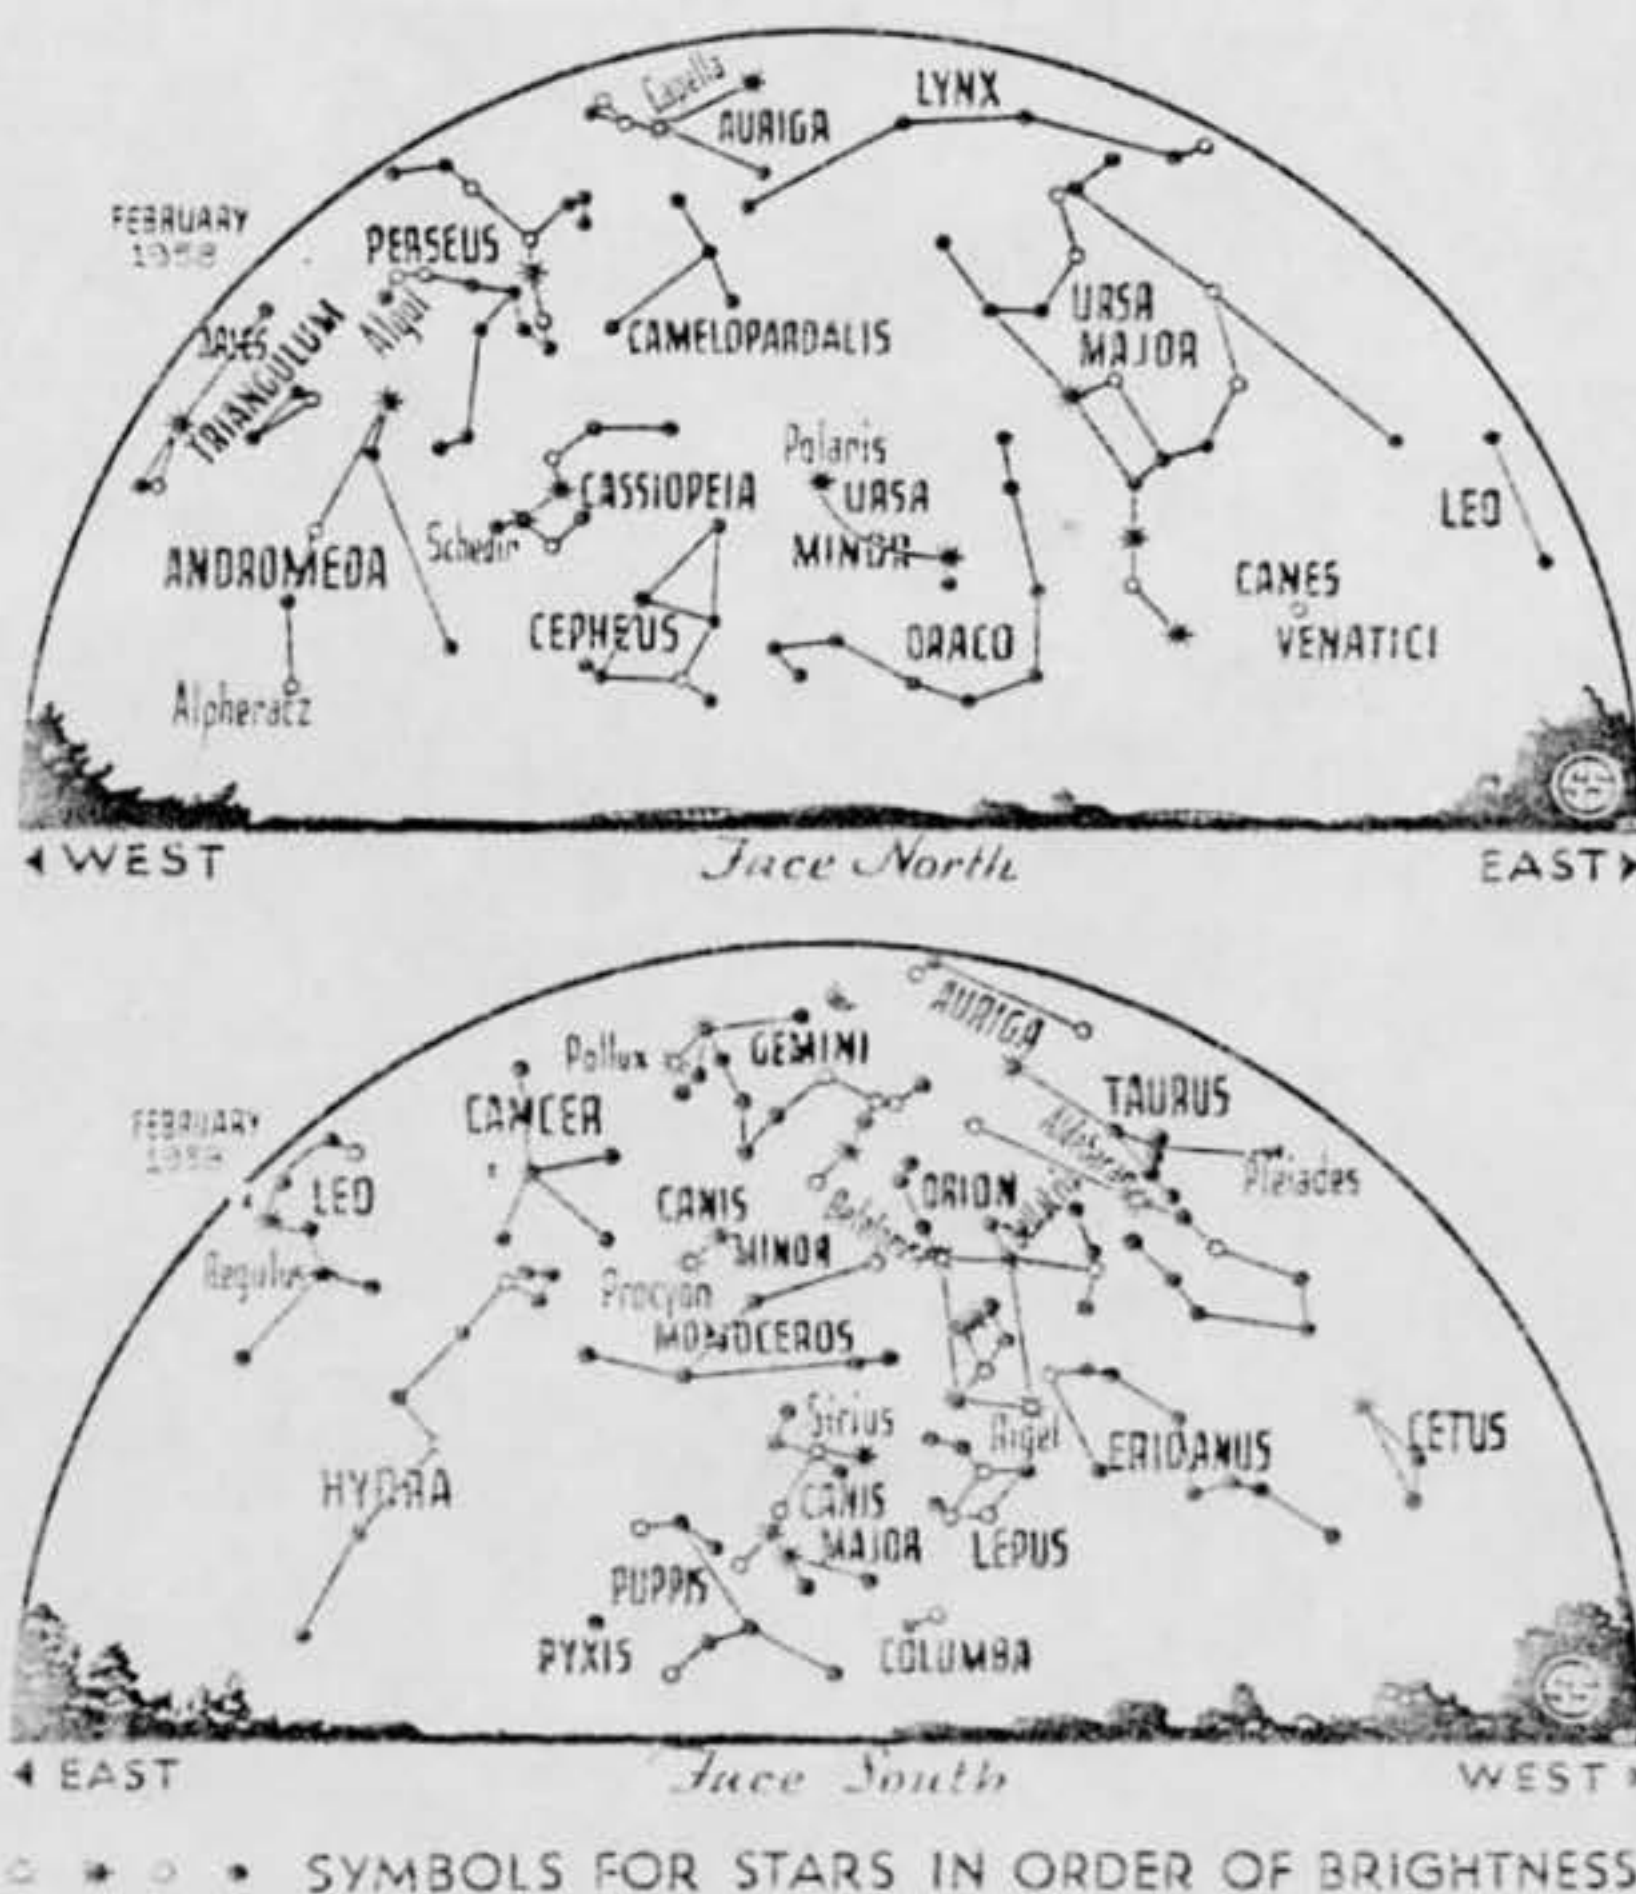 Capella
LYNX
AURIGA
FEBRUARY
1958
PERSEUS
Algol
URSA
MAJOR
CAMELOPARDALIS
TRIANGULUM
Polaris
CASSIOPEIA
URSA
MINOR
Schedir
LEO
ANDROMEDA
CANES
VENATICI
CEPHEUS
DRACO
Alpheratz
◄ WEST
Face North
EAST ►
AURIGA
Pollux
GEMINI
TAURUS
CANCER
FEBRUARY
1958
Aldebaran
Pleiades
LEO
ORION
CANIS
MINOR
Regulus
Procyon
MONOCEROS
Sirius
Rigel
CETUS
ERIDANUS
HYDRA
CANIS
MAJOR
LEPUS
PUPPIS
PYXIS
COLUMBA
◄ EAST
Face South
WEST ►
SYMBOLS FOR STARS IN ORDER OF BRIGHTNESS